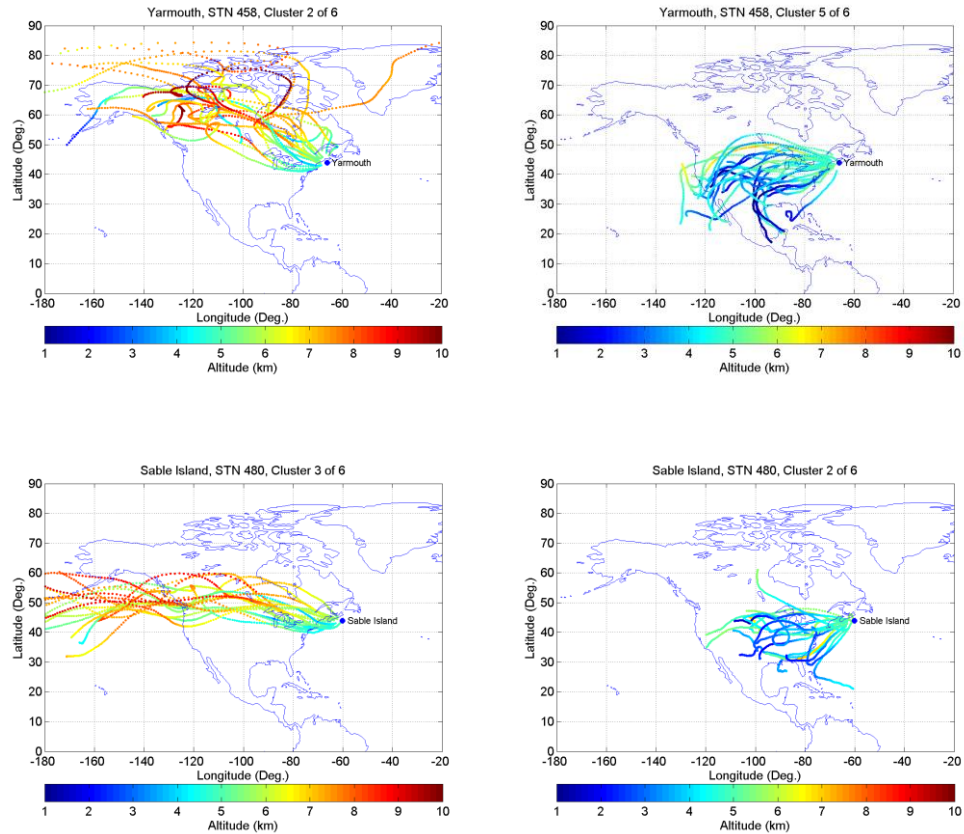 Yarmouth, STN 458, Cluster 2 of 6
90
80
70
60
50
40
30
20
10
0
Latitude (Deg.)
Yarmouth
-180 -160 -140 -120 -100 -80 -60 -40 -20
Longitude (Deg.)
1 2 3 4 5 6 7 8 9 10
Altitude (km)
Yarmouth, STN 458, Cluster 5 of 6
90
80
70
60
50
40
30
20
10
0
Latitude (Deg.)
Yarmouth
-180 -160 -140 -120 -100 -80 -60 -40 -20
Longitude (Deg.)
1 2 3 4 5 6 7 8 9 10
Altitude (km)
Sable Island, STN 480, Cluster 3 of 6
90
80
70
60
50
40
30
20
10
0
Latitude (Deg.)
Sable Island
-180 -160 -140 -120 -100 -80 -60 -40 -20
Longitude (Deg.)
1 2 3 4 5 6 7 8 9 10
Altitude (km)
Sable Island, STN 480, Cluster 2 of 6
90
80
70
60
50
40
30
20
10
0
Latitude (Deg.)
Sable Island
-180 -160 -140 -120 -100 -80 -60 -40 -20
Longitude (Deg.)
1 2 3 4 5 6 7 8 9 10
Altitude (km)